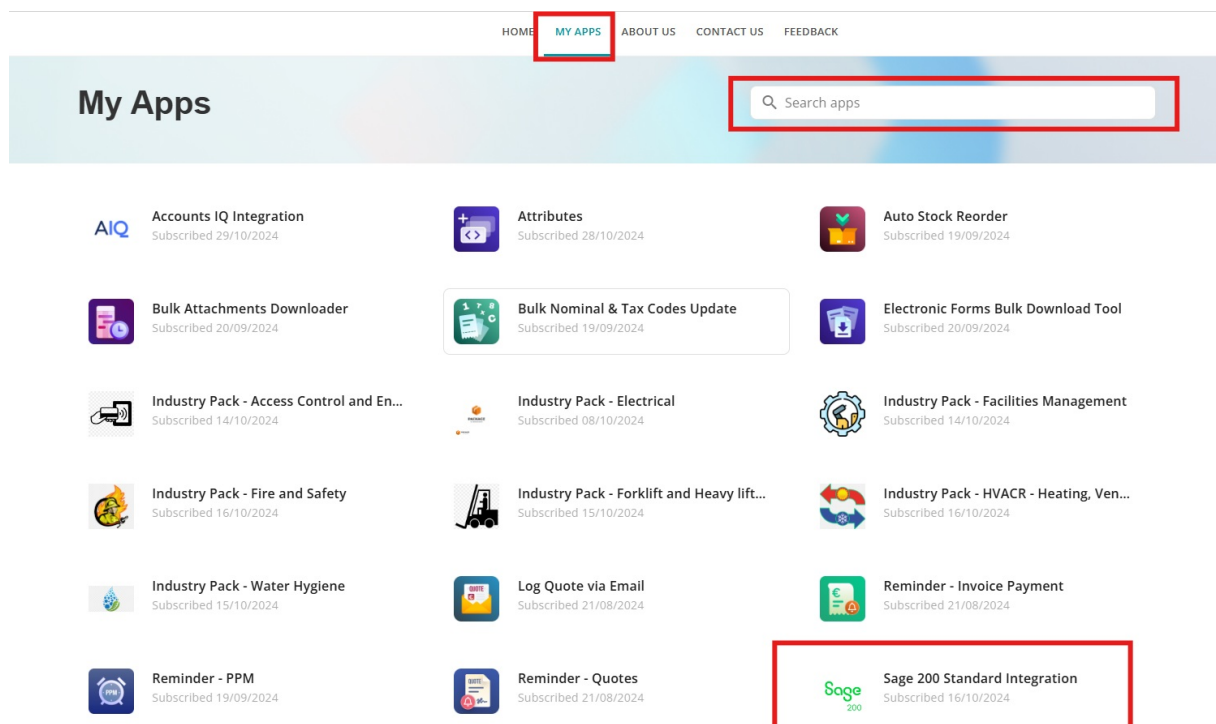 HOME MY APPS ABOUT US CONTACT US FEEDBACK
My Apps
Search apps
AIQ
Accounts IQ Integration
Subscribed 29/10/2024
Attributes
Subscribed 28/10/2024
Auto Stock Reorder
Subscribed 19/09/2024
Bulk Attachments Downloader
Subscribed 20/09/2024
Bulk Nominal & Tax Codes Update
Subscribed 19/09/2024
Electronic Forms Bulk Download Tool
Subscribed 20/09/2024
Industry Pack - Access Control and En...
Subscribed 14/10/2024
Industry Pack - Electrical
Subscribed 08/10/2024
Industry Pack - Facilities Management
Subscribed 14/10/2024
Industry Pack - Fire and Safety
Subscribed 16/10/2024
Industry Pack - Forklift and Heavy lift...
Subscribed 15/10/2024
Industry Pack - HVACR - Heating, Ven...
Subscribed 16/10/2024
Industry Pack - Water Hygiene
Subscribed 15/10/2024
QUOTE
Log Quote via Email
Subscribed 21/08/2024
Reminder - Invoice Payment
Subscribed 21/08/2024
PPM
Reminder - PPM
Subscribed 19/09/2024
QUOTE
Reminder - Quotes
Subscribed 21/08/2024
Sage
200
Sage 200 Standard Integration
Subscribed 16/10/2024